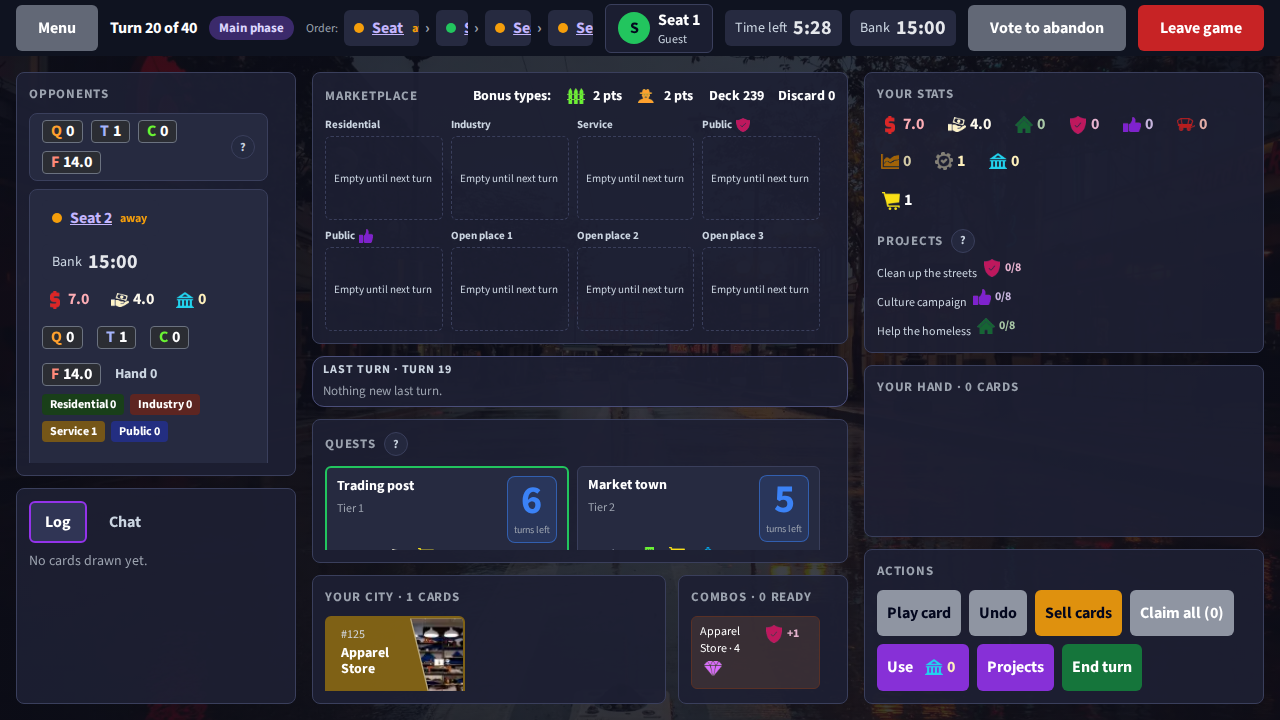 Menu
Turn 20 of 40
Main phase
Order:
Seat
›
›
Se
›
Se
S
Seat 1
Guest
Time left 5:28
Bank 15:00
Vote to abandon
Leave game
OPPONENTS
Q 0
T 1
C 0
F 14.0
?
Seat 2 away
Bank 15:00
7.0
4.0
0
Q 0
T 1
C 0
F 14.0
Hand 0
Residential 0
Industry 0
Service 1
Public 0
Log
Chat
No cards drawn yet.
MARKETPLACE
Bonus types:
2 pts
2 pts
Deck 239
Discard 0
Residential
Industry
Service
Public
Empty until next turn
Empty until next turn
Empty until next turn
Empty until next turn
Public
Open place 1
Open place 2
Open place 3
Empty until next turn
Empty until next turn
Empty until next turn
Empty until next turn
LAST TURN · TURN 19
Nothing new last turn.
QUESTS
?
Trading post
Tier 1
6
turns left
Market town
Tier 2
5
turns left
YOUR CITY · 1 CARDS
#125
Apparel
Store
COMBOS · 0 READY
Apparel
Store · 4
+1
YOUR STATS
7.0
4.0
0
0
0
0
0
1
0
1
PROJECTS
?
Clean up the streets 0/8
Culture campaign 0/8
Help the homeless 0/8
YOUR HAND · 0 CARDS
ACTIONS
Play card
Undo
Sell cards
Claim all (0)
Use 0
Projects
End turn